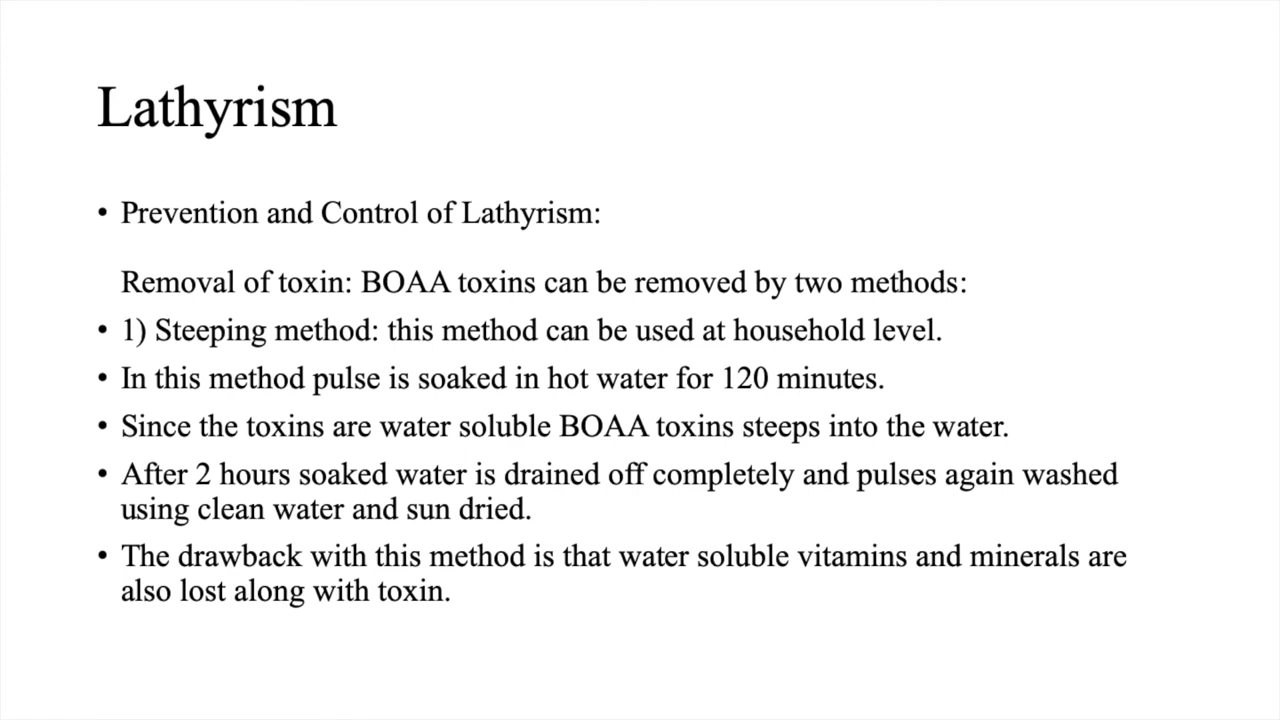 Lathyrism
• Prevention and Control of Lathyrism:
Removal of toxin: BOAA toxins can be removed by two methods:
• 1) Steeping method: this method can be used at household level.
• In this method pulse is soaked in hot water for 120 minutes.
• Since the toxins are water soluble BOAA toxins steeps into the water.
• After 2 hours soaked water is drained off completely and pulses again washed
using clean water and sun dried.
• The drawback with this method is that water soluble vitamins and minerals are
also lost along with toxin.